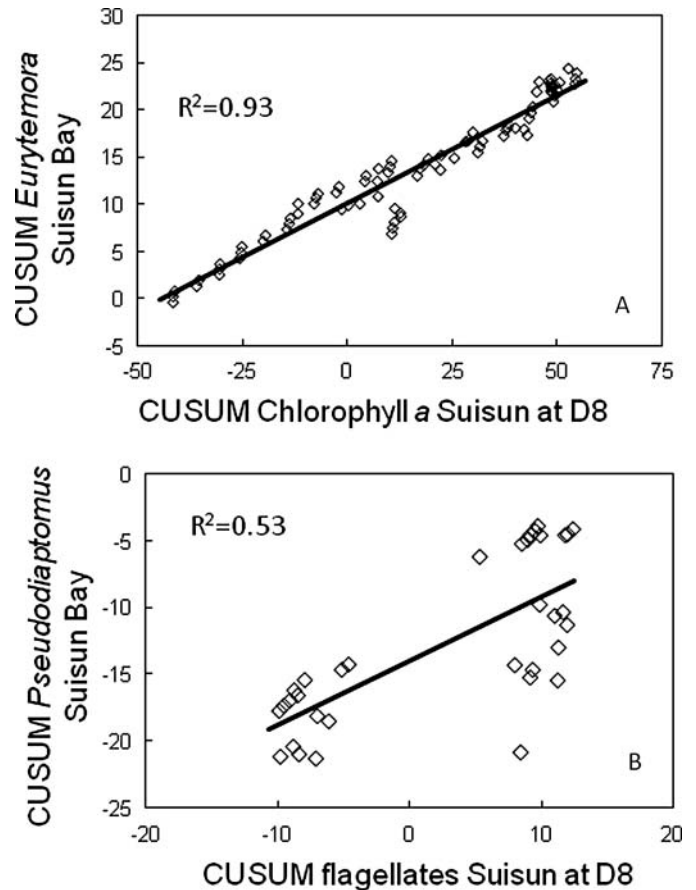 30
25
20
15
10
5
0
-5
CUSUM Eurytemora
Suisun Bay
R²=0.93
A
-50
-25
0
25
50
75
CUSUM Chlorophyll a Suisun at D8
0
-5
-10
-15
-20
-25
CUSUM Pseudodiaptomus
Suisun Bay
R²=0.53
B
-20
-10
0
10
20
CUSUM flagellates Suisun at D8